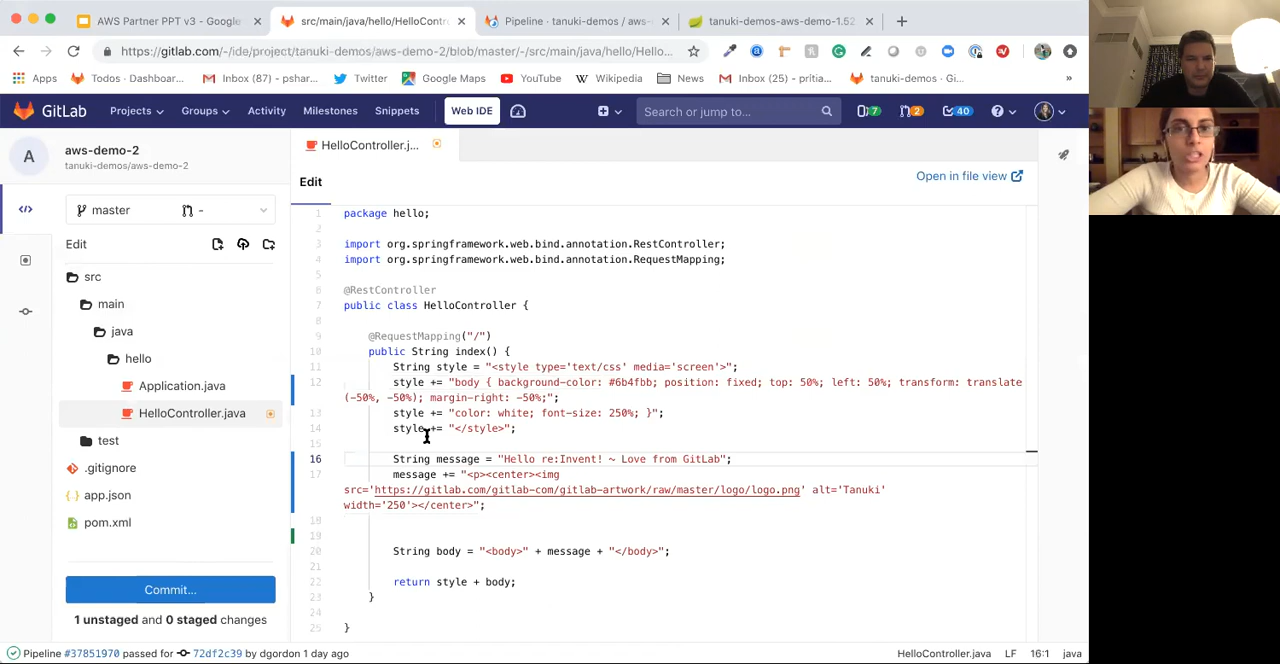 AWS Partner PPT v3 - Google
src/main/java/hello/HelloContro
Pipeline · tanuki-demos / aws-
tanuki-demos-aws-demo-1.52
https://gitlab.com/-/ide/project/tanuki-demos/aws-demo-2/blob/master/-/src/main/java/hello/Hello...
Apps
Todos · Dashboar...
Inbox (87) - pshar...
Twitter
Google Maps
YouTube
Wikipedia
News
Inbox (25) - pritia...
tanuki-demos · Gi...
»
GitLab
Projects
Groups
Activity
Milestones
Snippets
Web IDE
Search or jump to...
7
2
40
A
aws-demo-2
tanuki-demos/aws-demo-2
HelloController.j...
master
-
Edit
Open in file view
Edit
src
main
java
hello
Application.java
HelloController.java
test
.gitignore
app.json
pom.xml
Commit...
1 unstaged and 0 staged changes
1 package hello;
2
3 import org.springframework.web.bind.annotation.RestController;
4 import org.springframework.web.bind.annotation.RequestMapping;
5
6 @RestController
7 public class HelloController {
8
9 @RequestMapping("/")
10 public String index() {
11 String style = "<style type='text/css' media='screen'>";
12 style += "body { background-color: #6b4fbb; position: fixed; top: 50%; left: 50%; transform: translate
(-50%, -50%); margin-right: -50%;";
13 style += "color: white; font-size: 250%; }";
14 style += "</style>";
15
16 String message = "Hello re:Invent! ~ Love from GitLab";
17 message += "<p><center><img
src='https://gitlab.com/gitlab-com/gitlab-artwork/raw/master/logo/logo.png' alt='Tanuki'
width='250'></center>";
18
19
20 String body = "<body>" + message + "</body>";
21
22 return style + body;
23 }
24
25 }
Pipeline #37851970 passed for 72df2c39 by dgordon 1 day ago
HelloController.java LF 16:1 java